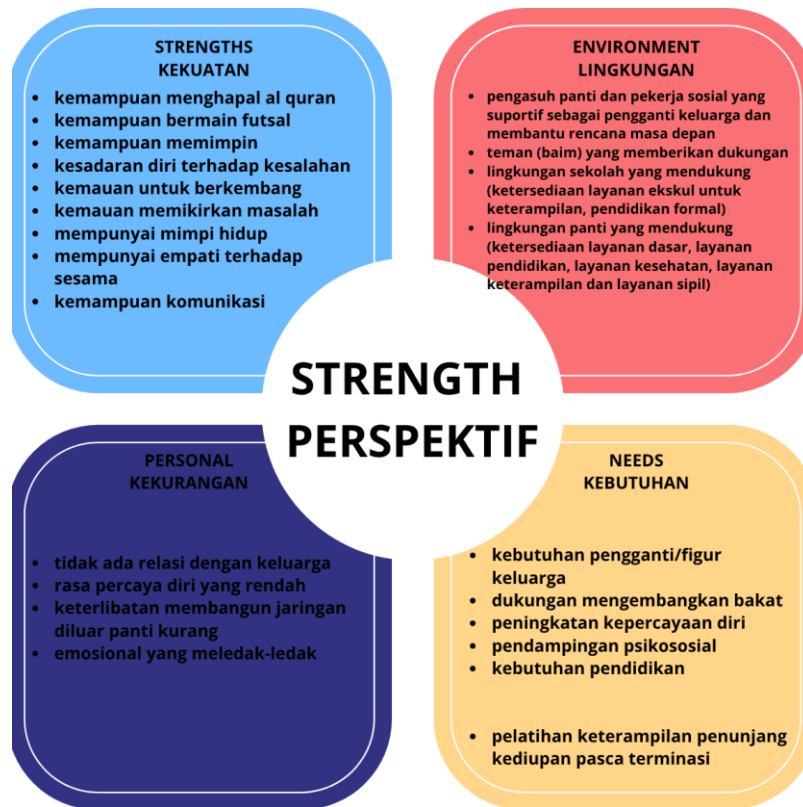 STRENGTHS
KEKUATAN
• kemampuan menghapal al quran
• kemampuan bermain futsal
• kemampuan memimpin
• kesadaran diri terhadap kesalahan
• kemauan untuk berkembang
• kemauan memikirkan masalah
• mempunyai mimpi hidup
• mempunyai empati terhadap
sesama
• kemampuan komunikasi
ENVIRONMENT
LINGKUNGAN
• pengasuh panti dan pekerja sosial yang
suportif sebagai pengganti keluarga dan
membantu rencana masa depan
• teman (baim) yang memberikan dukungan
• lingkungan sekolah yang mendukung
(ketersediaan layanan ekskul untuk
keterampilan, pendidikan formal)
• lingkungan panti yang mendukung
(ketersediaan layanan dasar, layanan
pendidikan, layanan kesehatan, layanan
keterampilan dan layanan sipil)
STRENGTH
PERSPEKTIF
PERSONAL
KEKURANGAN
• tidak ada relasi dengan keluarga
• rasa percaya diri yang rendah
• keterlibatan membangun jaringan
diluar panti kurang
• emosional yang meledak-ledak
NEEDS
KEBUTUHAN
• kebutuhan pengganti/figur
keluarga
• dukungan mengembangkan bakat
• peningkatan kepercayaan diri
• pendampingan psikososial
• kebutuhan pendidikan
• pelatihan keterampilan penunjang
kediupan pasca terminasi